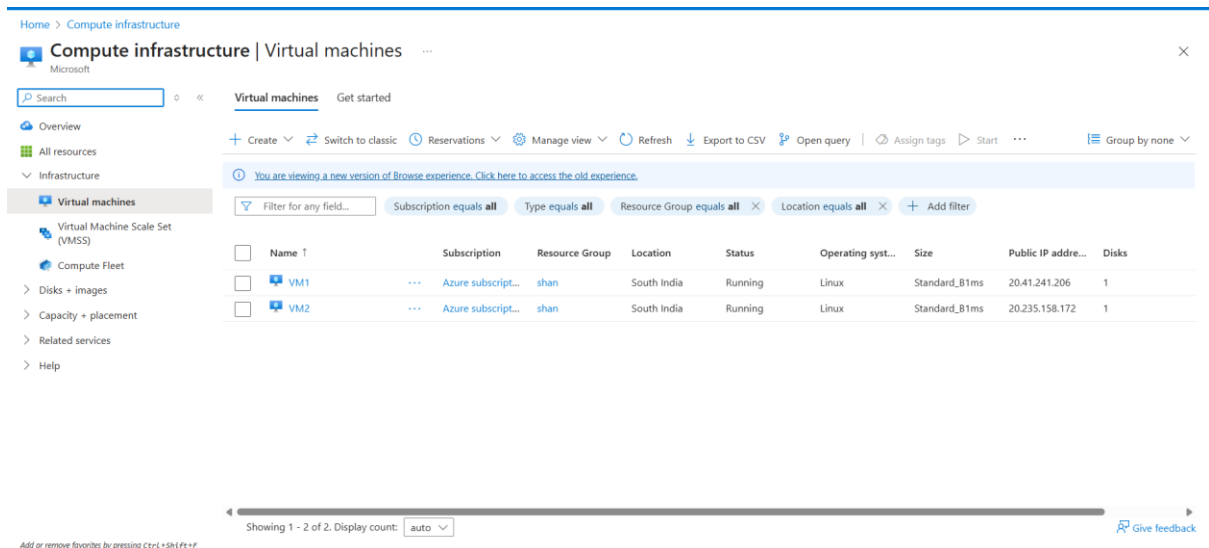 Home > Compute infrastructure
Compute infrastructure | Virtual machines ...
Microsoft
Search
Overview
All resources
Infrastructure
Virtual machines
Virtual Machine Scale Set
(VMSS)
Compute Fleet
Disks + images
Capacity + placement
Related services
Help
Virtual machines Get started
Create Switch to classic Reservations Manage view Refresh Export to CSV Open query | Assign tags Start ... Group by none
You are viewing a new version of Browse experience. Click here to access the old experience.
Filter for any field... Subscription equals all Type equals all Resource Group equals all Location equals all Add filter
Name ↑ Subscription Resource Group Location Status Operating syst... Size Public IP addre... Disks
VM1 ... Azure subscript... shan South India Running Linux Standard_B1ms 20.41.241.206 1
VM2 ... Azure subscript... shan South India Running Linux Standard_B1ms 20.235.158.172 1
Showing 1 - 2 of 2. Display count: auto
Give feedback
Add or remove favorites by pressing Ctrl+Shift+F